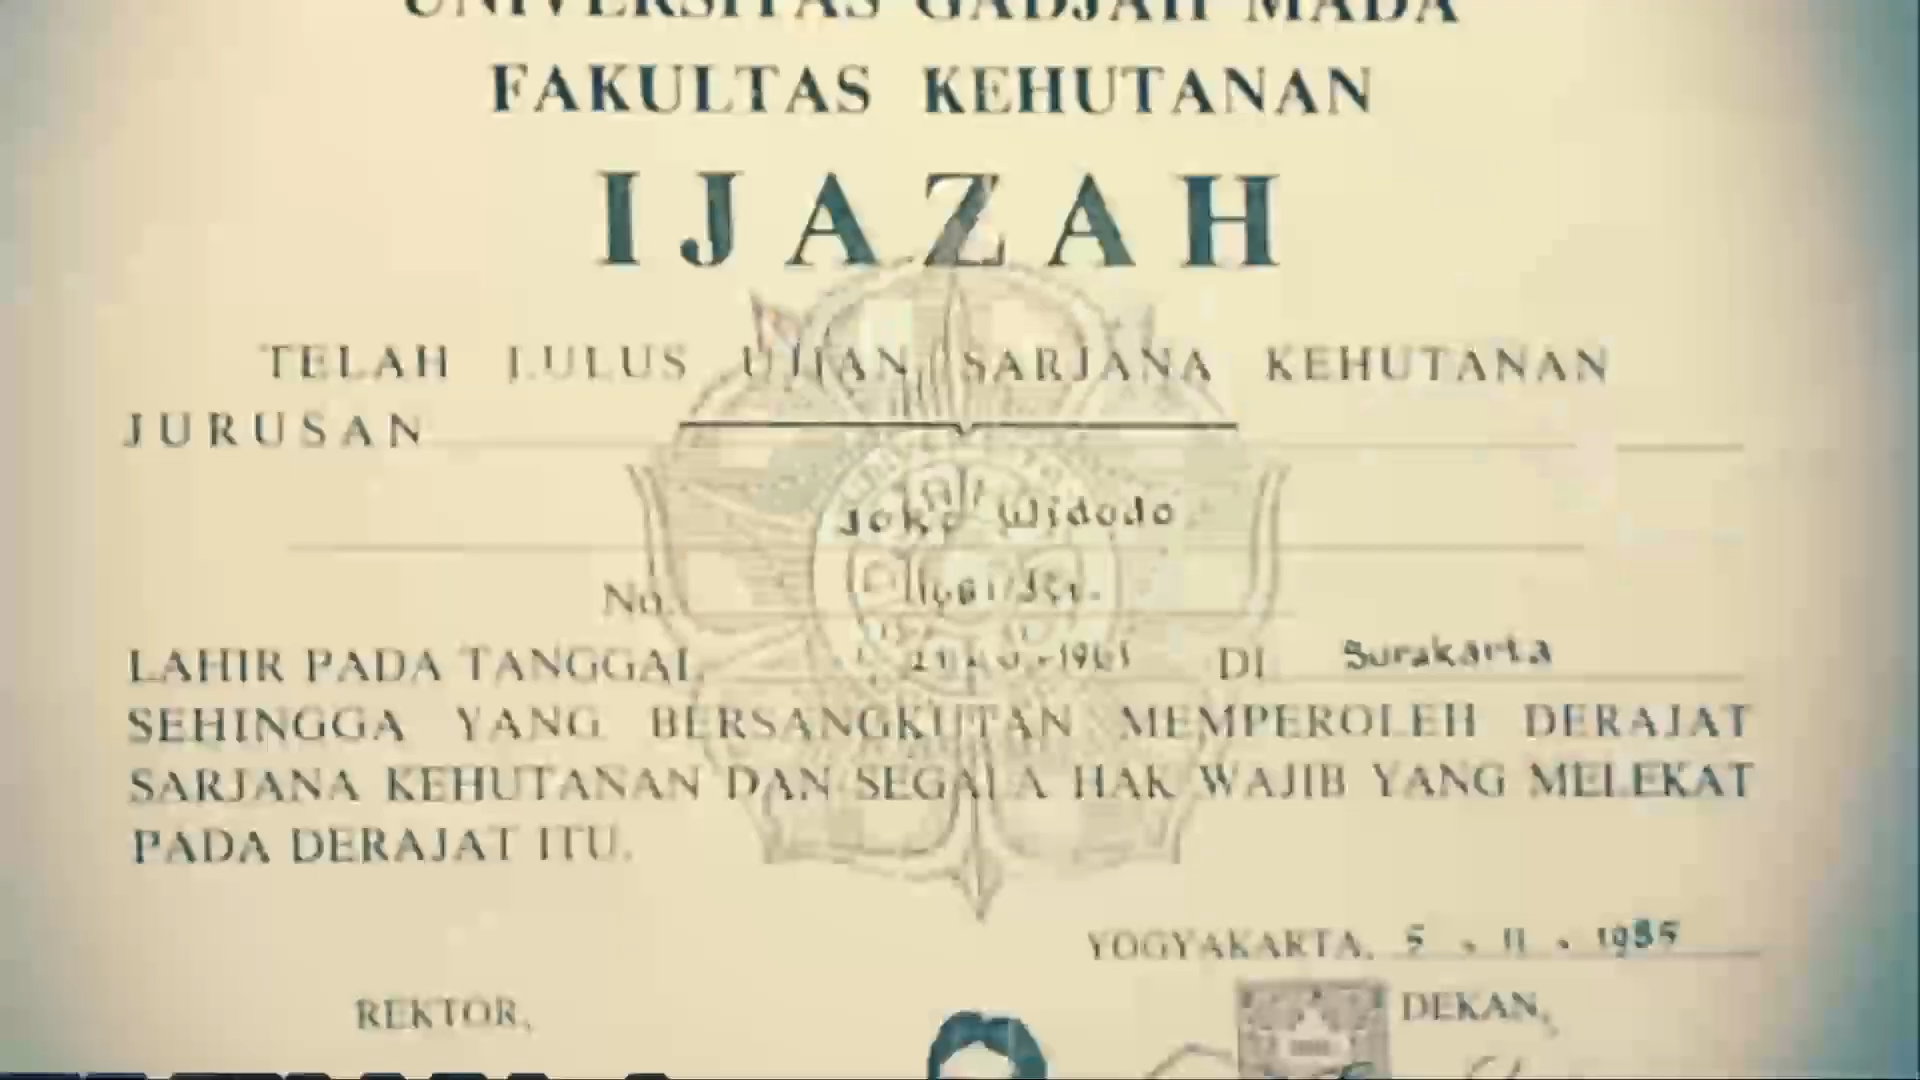 UNIVERSITAS GADJAH MADA
FAKULTAS KEHUTANAN
IJAZAH
TELAH LULUS UJIAN SARJANA KEHUTANAN
JURUSAN
Joko Widodo
No.
LAHIR PADA TANGGAL DI Surakarta
SEHINGGA YANG BERSANGKUTAN MEMPEROLEH DERAJAT
SARJANA KEHUTANAN DAN SEGALA HAK WAJIB YANG MELEKAT
PADA DERAJAT ITU.
YOGYAKARTA, 5 - 11 - 1985
REKTOR, DEKAN,